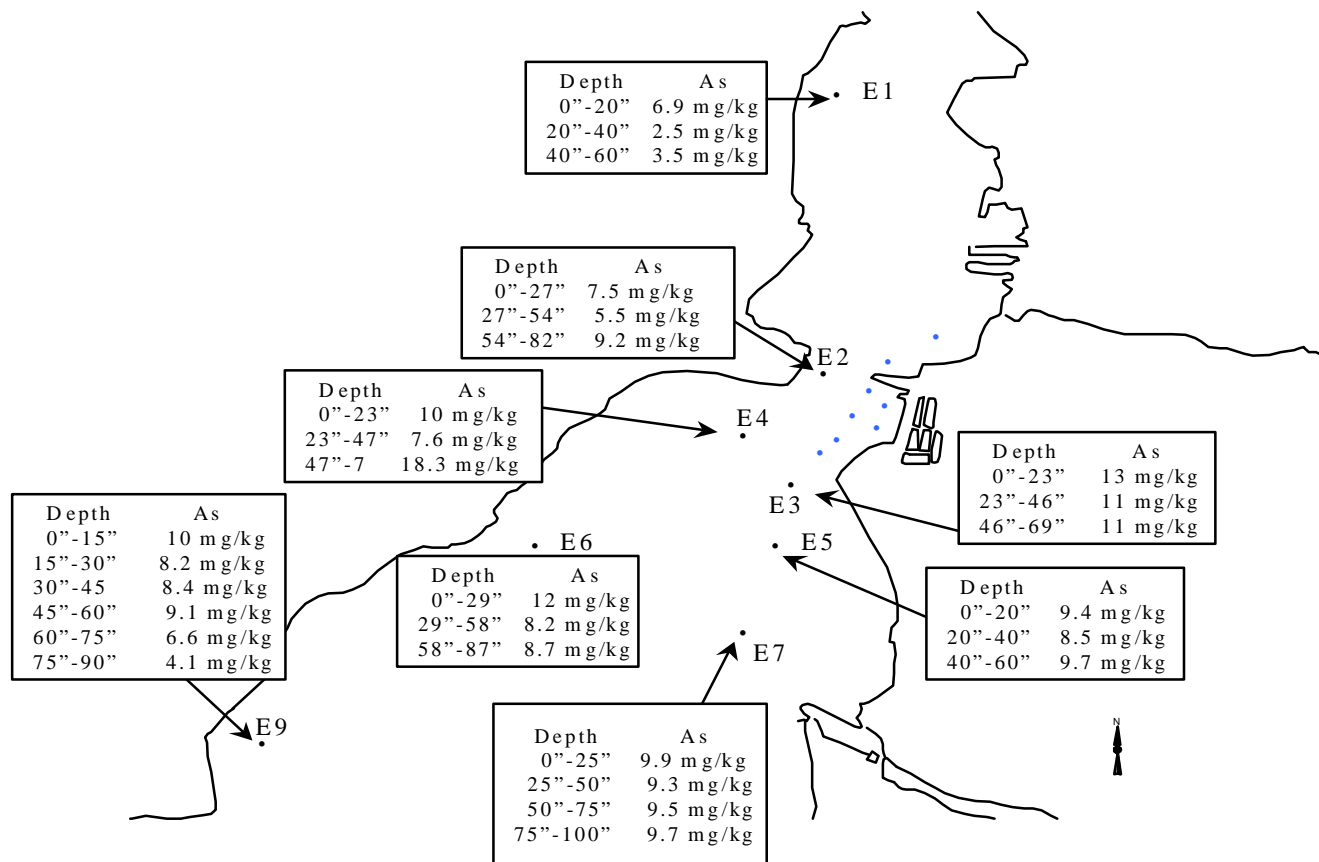 Depth As
0”-20” 6.9 mg/kg
20”-40” 2.5 mg/kg
40”-60” 3.5 mg/kg
E1
Depth As
0”-27” 7.5 mg/kg
27”-54” 5.5 mg/kg
54”-82” 9.2 mg/kg
E2
Depth As
0”-23” 10 mg/kg
23”-47” 7.6 mg/kg
47”-7 18.3 mg/kg
E4
Depth As
0”-23” 13 mg/kg
23”-46” 11 mg/kg
46”-69” 11 mg/kg
E3
Depth As
0”-15” 10 mg/kg
15”-30” 8.2 mg/kg
30”-45 8.4 mg/kg
45”-60” 9.1 mg/kg
60”-75” 6.6 mg/kg
75”-90” 4.1 mg/kg
E9
E6
Depth As
0”-29” 12 mg/kg
29”-58” 8.2 mg/kg
58”-87” 8.7 mg/kg
E5
Depth As
0”-20” 9.4 mg/kg
20”-40” 8.5 mg/kg
40”-60” 9.7 mg/kg
E7
Depth As
0”-25” 9.9 mg/kg
25”-50” 9.3 mg/kg
50”-75” 9.5 mg/kg
75”-100” 9.7 mg/kg
N